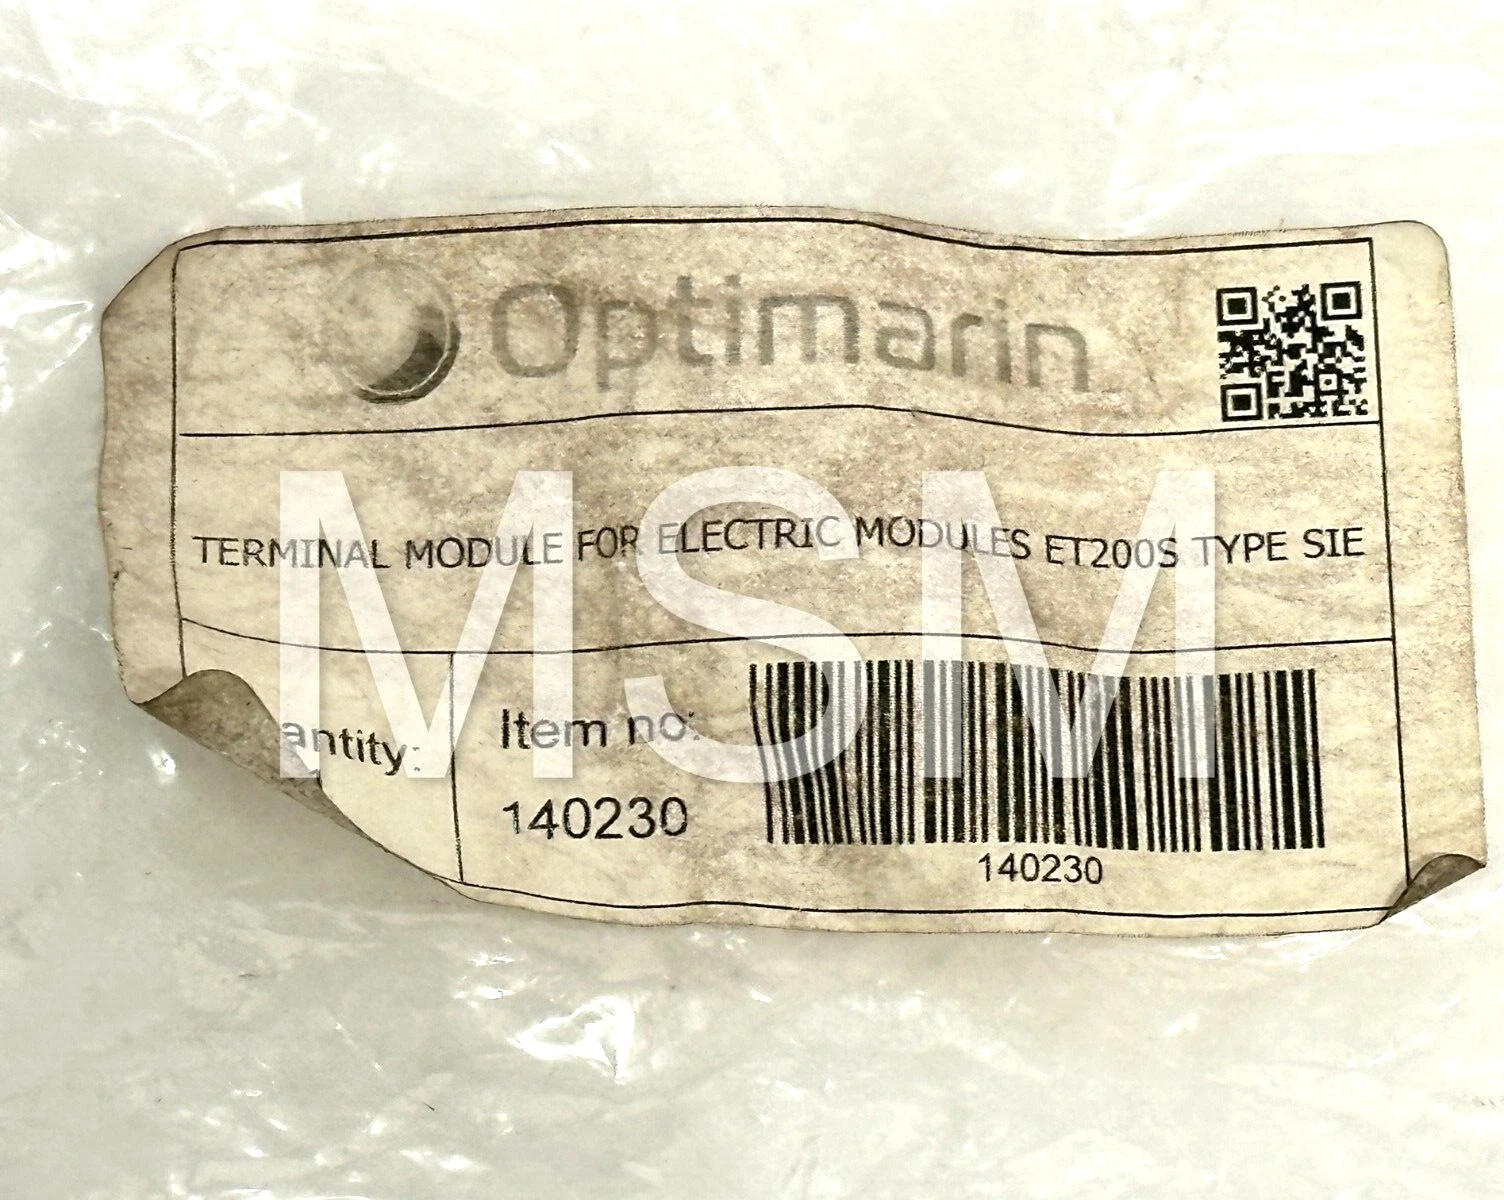 Optimarin
TERMINAL MODULE FOR ELECTRIC MODULES ET200S TYPE SIE
antity:
Item no:
140230
140230
MSM